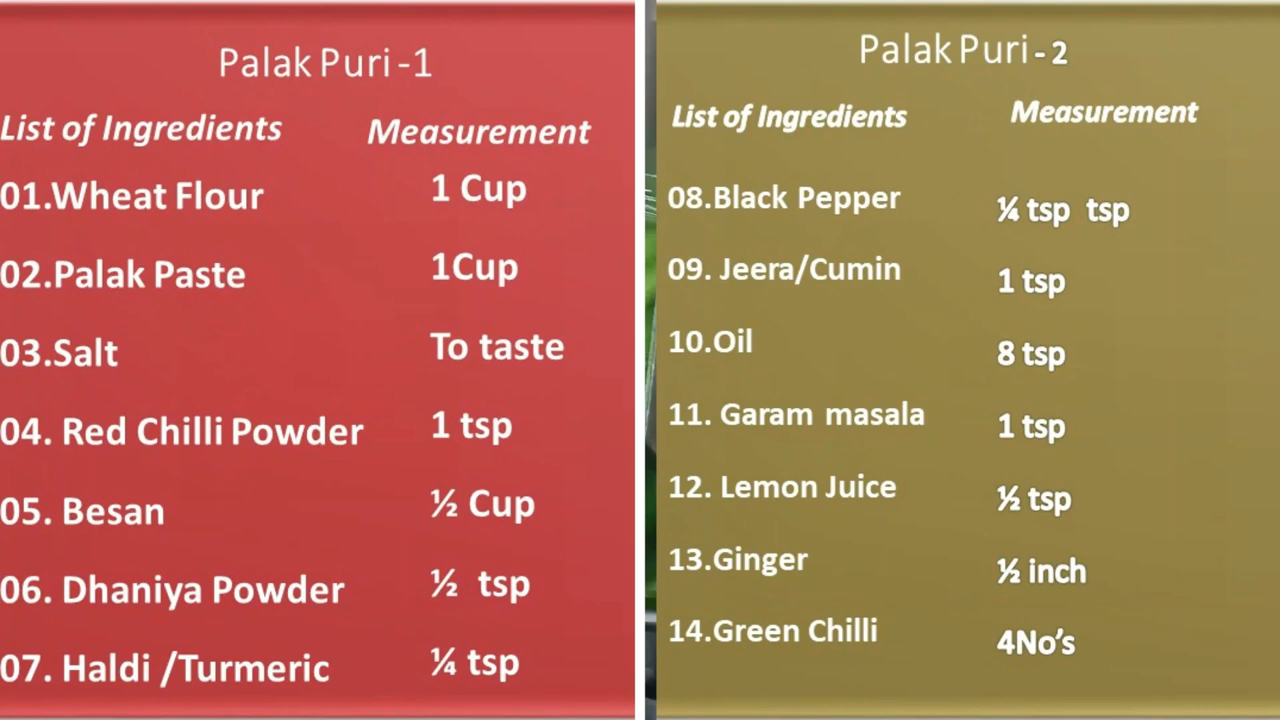 Palak Puri -1
List of Ingredients Measurement
01.Wheat Flour 1 Cup
02.Palak Paste 1Cup
03.Salt To taste
04. Red Chilli Powder 1 tsp
05. Besan ½ Cup
06. Dhaniya Powder ½ tsp
07. Haldi /Turmeric ¼ tsp
Palak Puri - 2
List of Ingredients Measurement
08.Black Pepper ¼ tsp tsp
09. Jeera/Cumin 1 tsp
10.Oil 8 tsp
11. Garam masala 1 tsp
12. Lemon Juice ½ tsp
13.Ginger ½ inch
14.Green Chilli 4No’s